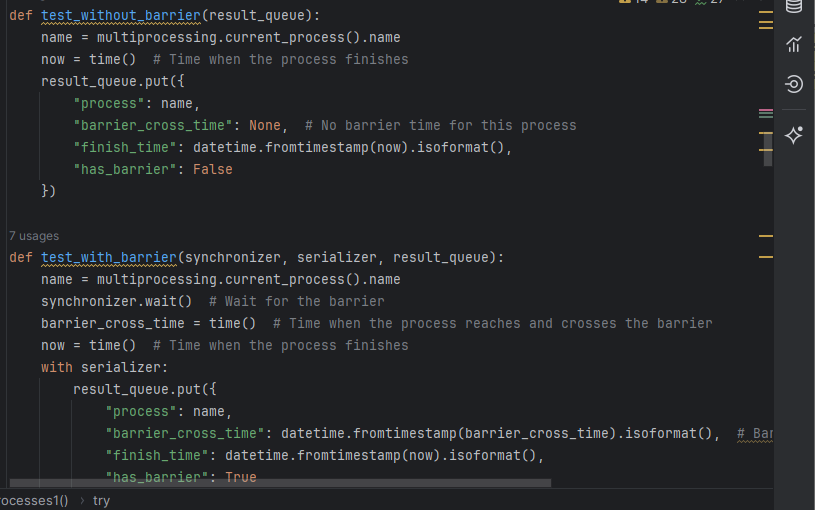 def test_without_barrier(result_queue):
    name = multiprocessing.current_process().name
    now = time()  # Time when the process finishes
    result_queue.put({
        "process": name,
        "barrier_cross_time": None,  # No barrier time for this process
        "finish_time": datetime.fromtimestamp(now).isoformat(),
        "has_barrier": False
    })
7 usages
def test_with_barrier(synchronizer, serializer, result_queue):
    name = multiprocessing.current_process().name
    synchronizer.wait()  # Wait for the barrier
    barrier_cross_time = time()  # Time when the process reaches and crosses the barrier
    now = time()  # Time when the process finishes
    with serializer:
        result_queue.put({
            "process": name,
            "barrier_cross_time": datetime.fromtimestamp(barrier_cross_time).isoformat(),  # Bar
            "finish_time": datetime.fromtimestamp(now).isoformat(),
            "has_barrier": True
ocesses1() › try